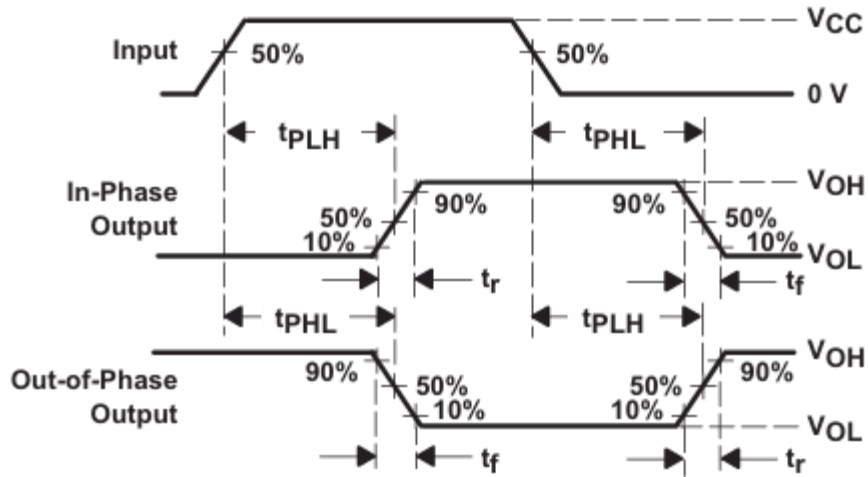 VCC
Input
50%
50%
0 V
tPLH
tPHL
In-Phase
Output
VOH
90%
90%
50%
50%
10%
10%
VOL
tr
tf
tPHL
tPLH
VOH
Out-of-Phase
Output
90%
90%
50%
50%
10%
10%
VOL
tf
tr